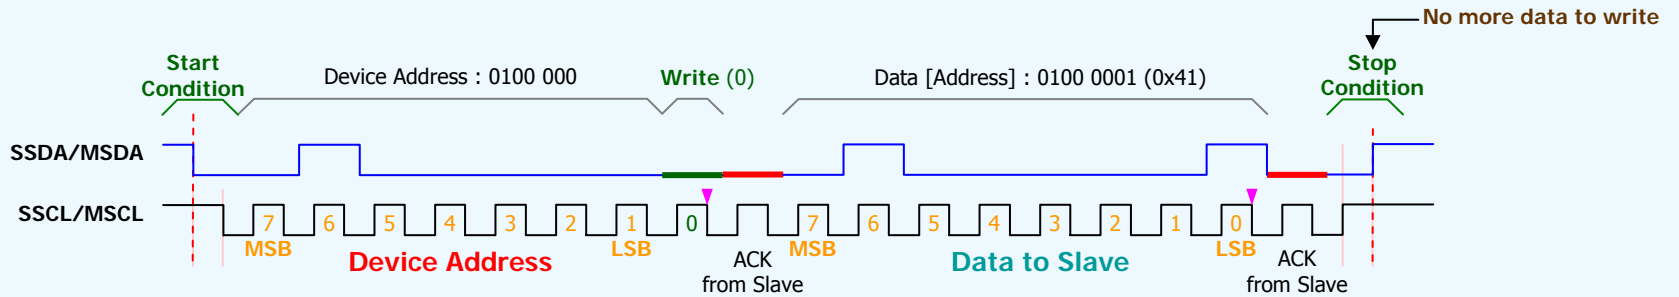 No more data to write
Start
Condition
Device Address : 0100 000
Write (0)
Data [Address] : 0100 0001 (0x41)
Stop
Condition
SSDA/MSDA
SSCL/MSCL
7 6 5 4 3 2 1 0 7 6 5 4 3 2 1 0
MSB LSB MSB LSB
Device Address
ACK
from Slave
Data to Slave
ACK
from Slave